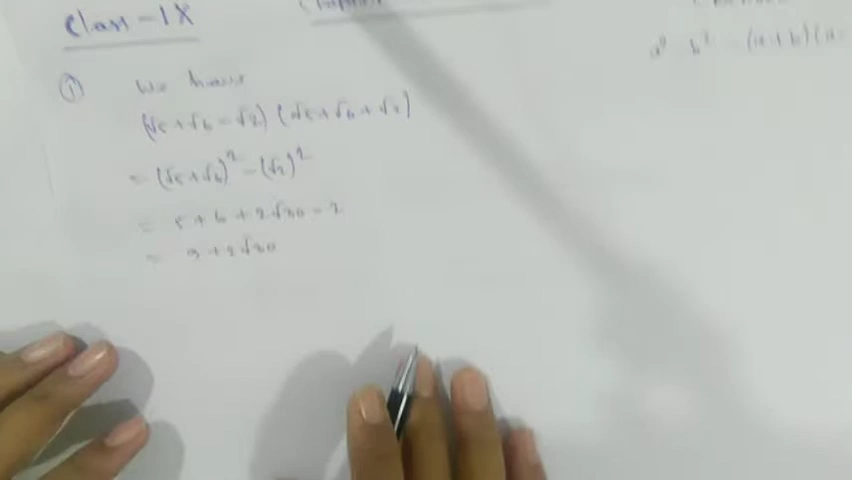 Class - IX
① We have
(√5+√6-√2) (√5+√6+√2)
= (√5+√6)² - (√2)²
= 5 + 6 + 2√30 - 2
= 9 + 2√30
a² - b² = (a+b)(a-